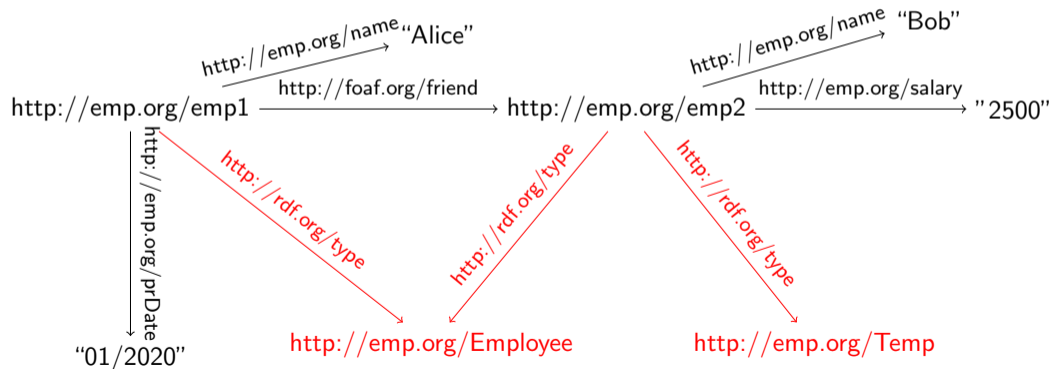 http://emp.org/name “Alice”
http://emp.org/name “Bob”
http://emp.org/emp1 http://foaf.org/friend http://emp.org/emp2 http://emp.org/salary ”2500”
http://emp.org/prDate
http://rdf.org/type
http://rdf.org/type
http://rdf.org/type
“01/2020”
http://emp.org/Employee
http://emp.org/Temp